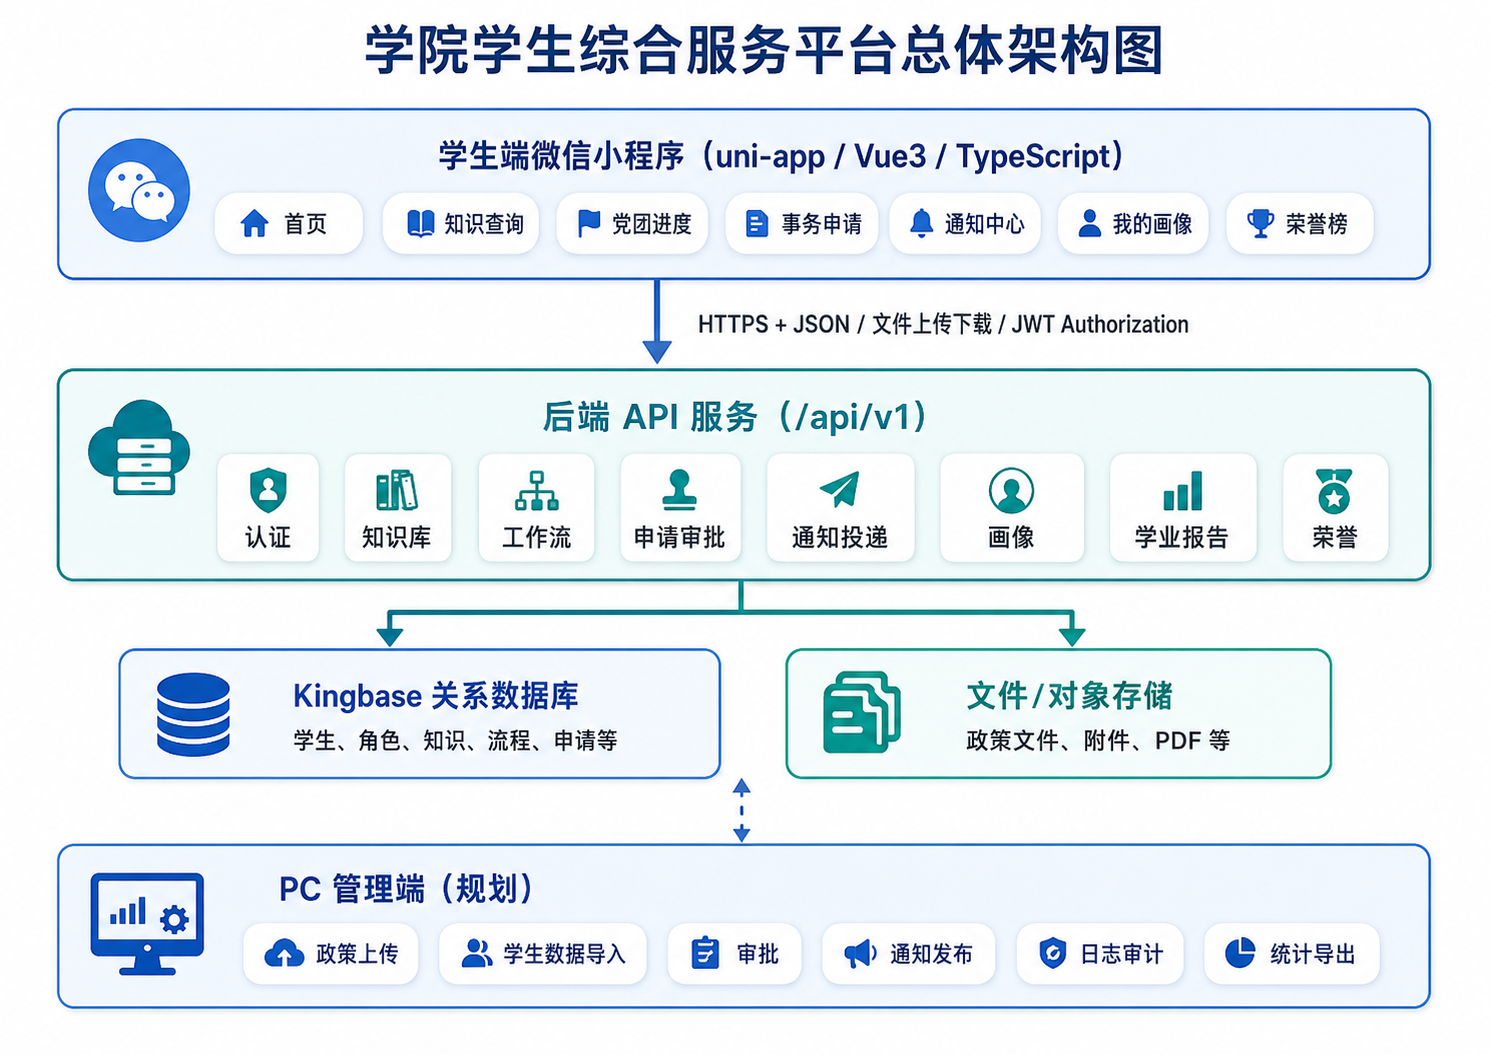 学院学生综合服务平台总体架构图
学生端微信小程序（uni-app / Vue3 / TypeScript）
首页 知识查询 党团进度 事务申请 通知中心 我的画像 荣誉榜
HTTPS + JSON / 文件上传下载 / JWT Authorization
后端 API 服务（/api/v1）
认证 知识库 工作流 申请审批 通知投递 画像 学业报告 荣誉
Kingbase 关系数据库
学生、角色、知识、流程、申请等
文件/对象存储
政策文件、附件、PDF 等
PC 管理端（规划）
政策上传 学生数据导入 审批 通知发布 日志审计 统计导出